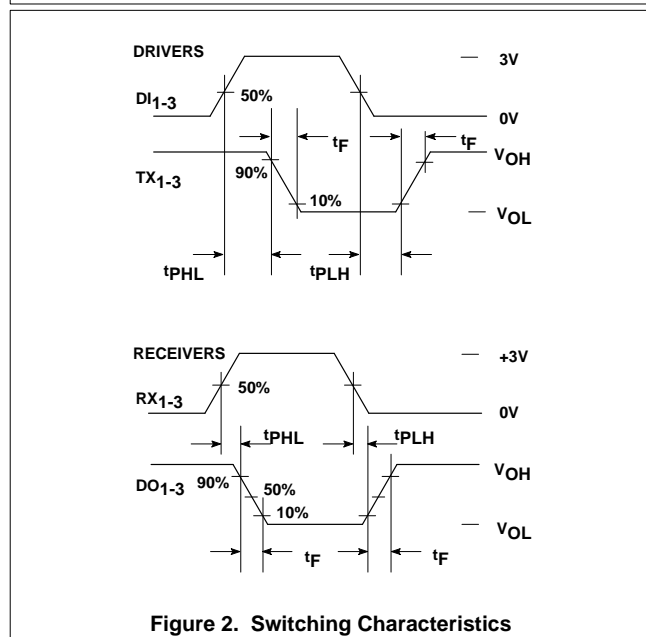 DRIVERS
3V
DI1-3
50%
0V
tF
tF
VOH
TX1-3
90%
10%
VOL
tPHL
tPLH
RECEIVERS
+3V
RX1-3
50%
0V
tPHL
tPLH
VOH
DO1-3
90%
50%
10%
VOL
tF
tF
Figure 2. Switching Characteristics